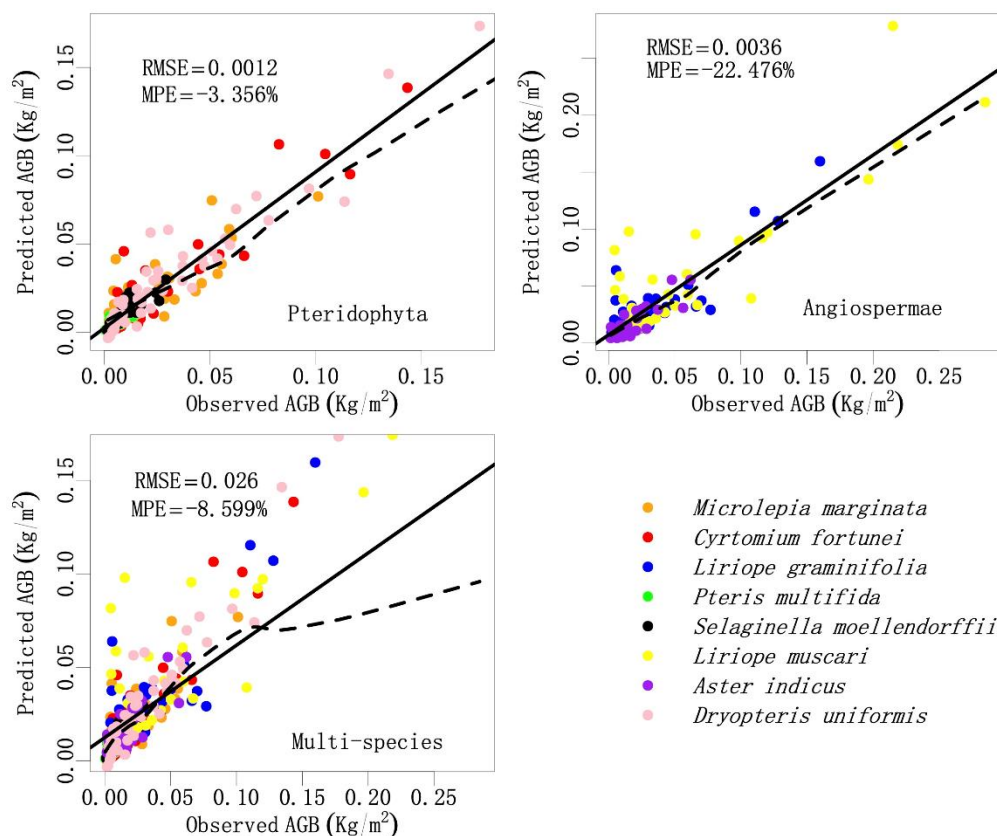 RMSE=0.0012
MPE=-3.356%
Pteridophyta
Predicted AGB (Kg/m²)
0.00 0.05 0.10 0.15
0.00 0.05 0.10 0.15
Observed AGB (Kg/m²)
RMSE=0.0036
MPE=-22.476%
Angiospermae
Predicted AGB (Kg/m²)
0.00 0.10 0.20
0.00 0.05 0.10 0.15 0.20 0.25
Observed AGB (Kg/m²)
RMSE=0.026
MPE=-8.599%
Multi-species
Predicted AGB (Kg/m²)
0.00 0.05 0.10 0.15
0.00 0.05 0.10 0.15 0.20 0.25
Observed AGB (Kg/m²)
Microlepia marginata
Cyrtomium fortunei
Liriope graminifolia
Pteris multifida
Selaginella moellendorffii
Liriope muscari
Aster indicus
Dryopteris uniformis